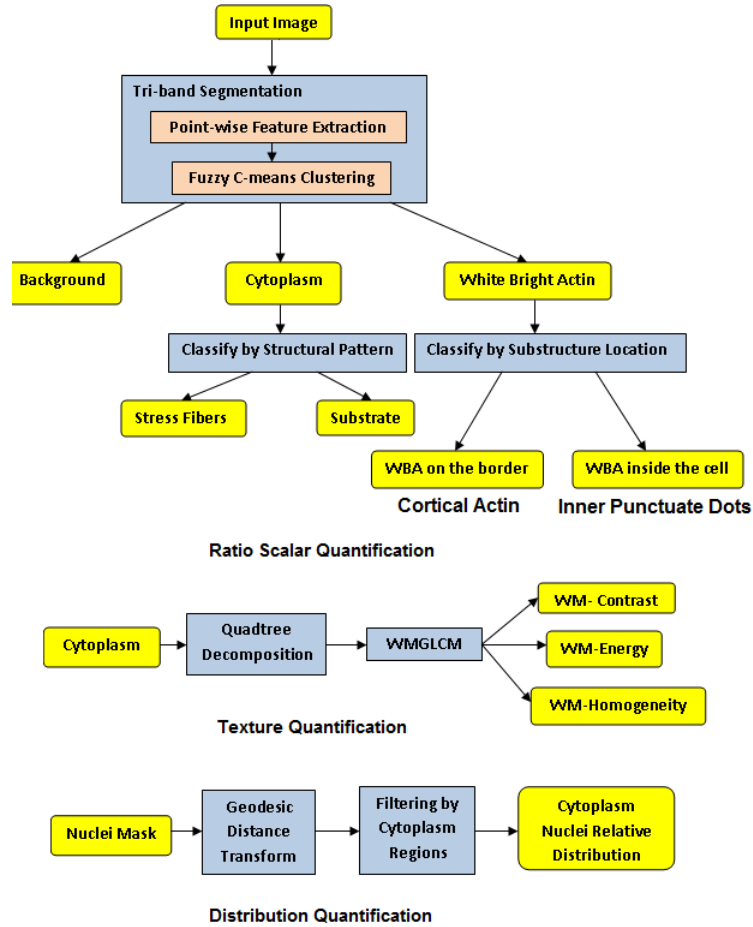 Input Image
Tri-band Segmentation
Point-wise Feature Extraction
Fuzzy C-means Clustering
Background
Cytoplasm
White Bright Actin
Classify by Structural Pattern
Classify by Substructure Location
Stress Fibers
Substrate
WBA on the border
WBA inside the cell
Cortical Actin
Inner Punctuate Dots
Ratio Scalar Quantification
Cytoplasm
Quadtree
Decomposition
WMGLCM
WM- Contrast
WM-Energy
WM-Homogeneity
Texture Quantification
Nuclei Mask
Geodesic
Distance
Transform
Filtering by
Cytoplasm
Regions
Cytoplasm
Nuclei Relative
Distribution
Distribution Quantification